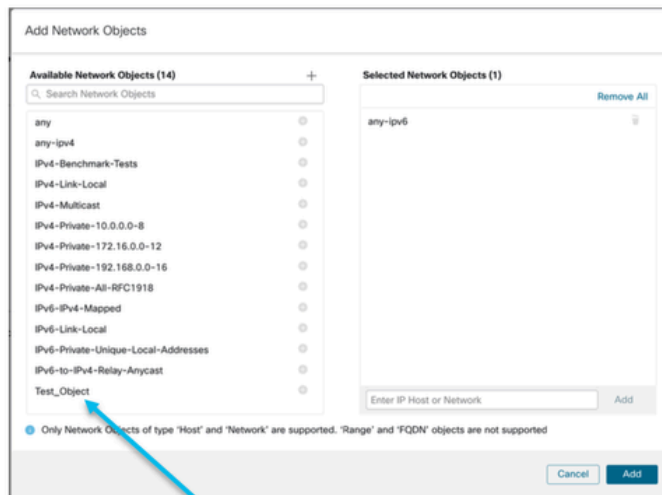 Add Network Objects
Available Network Objects (14)
Search Network Objects
any
any-ipv4
IPv4-Benchmark-Tests
IPv4-Link-Local
IPv4-Multicast
IPv4-Private-10.0.0.0-8
IPv4-Private-172.16.0.0-12
IPv4-Private-192.168.0.0-16
IPv4-Private-All-RFC1918
IPv6-IPv4-Mapped
IPv6-Link-Local
IPv6-Private-Unique-Local-Addresses
IPv6-to-IPv4-Relay-Anycast
Test_Object
Selected Network Objects (1)
Remove All
any-ipv6
Enter IP Host or Network
Add
Only Network Objects of type 'Host' and 'Network' are supported. 'Range' and 'FQDN' objects are not supported
Cancel
Add